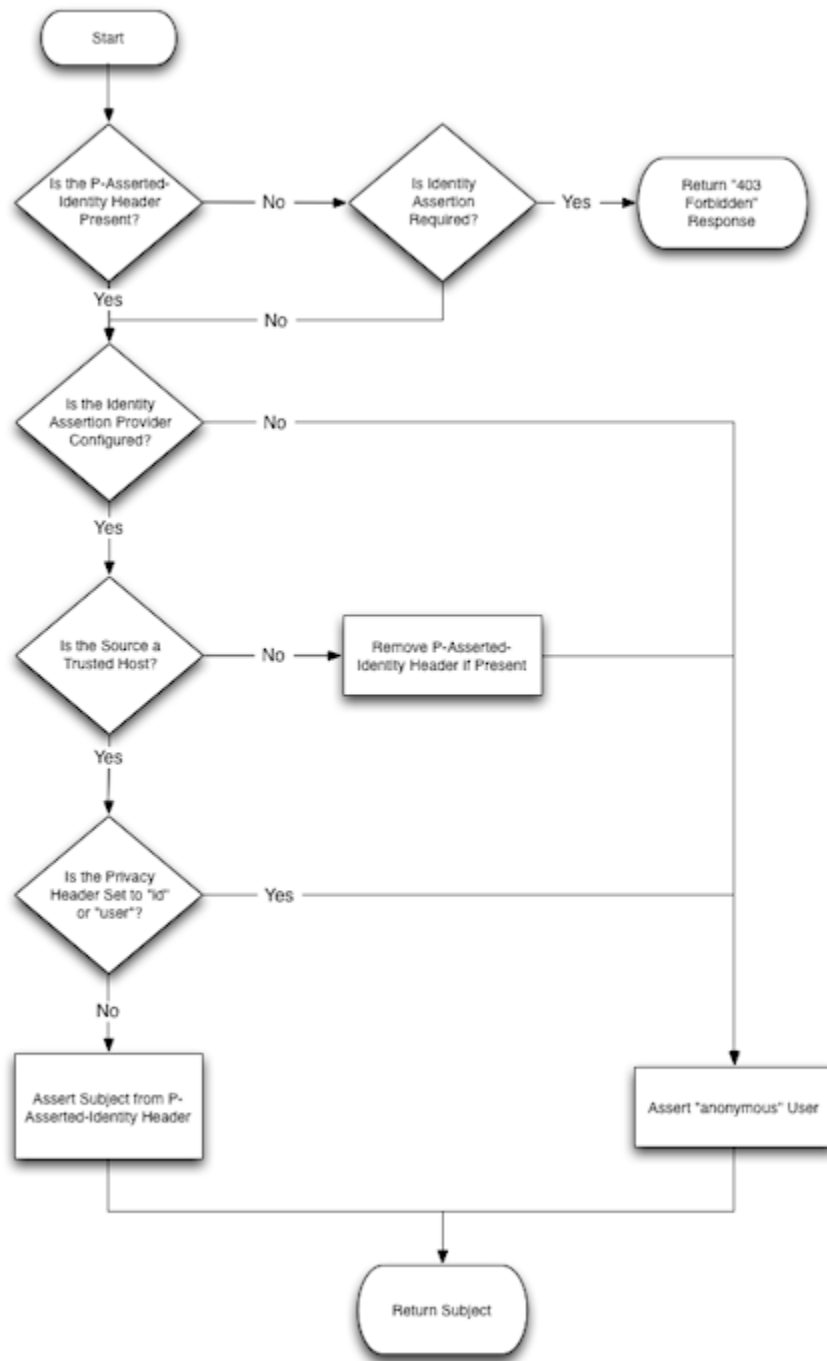 Start
Is the P-Asserted-
Identity Header
Present?
No
Is Identity
Assertion
Required?
Yes
Return "403
Forbidden"
Response
Yes
No
Is the Identity
Assertion Provider
Configured?
No
Yes
Is the Source a
Trusted Host?
No
Remove P-Asserted-
Identity Header if Present
Yes
Is the Privacy
Header Set to "id"
or "user"?
Yes
No
Assert Subject from P-
Asserted-Identity Header
Assert "anonymous" User
Return Subject